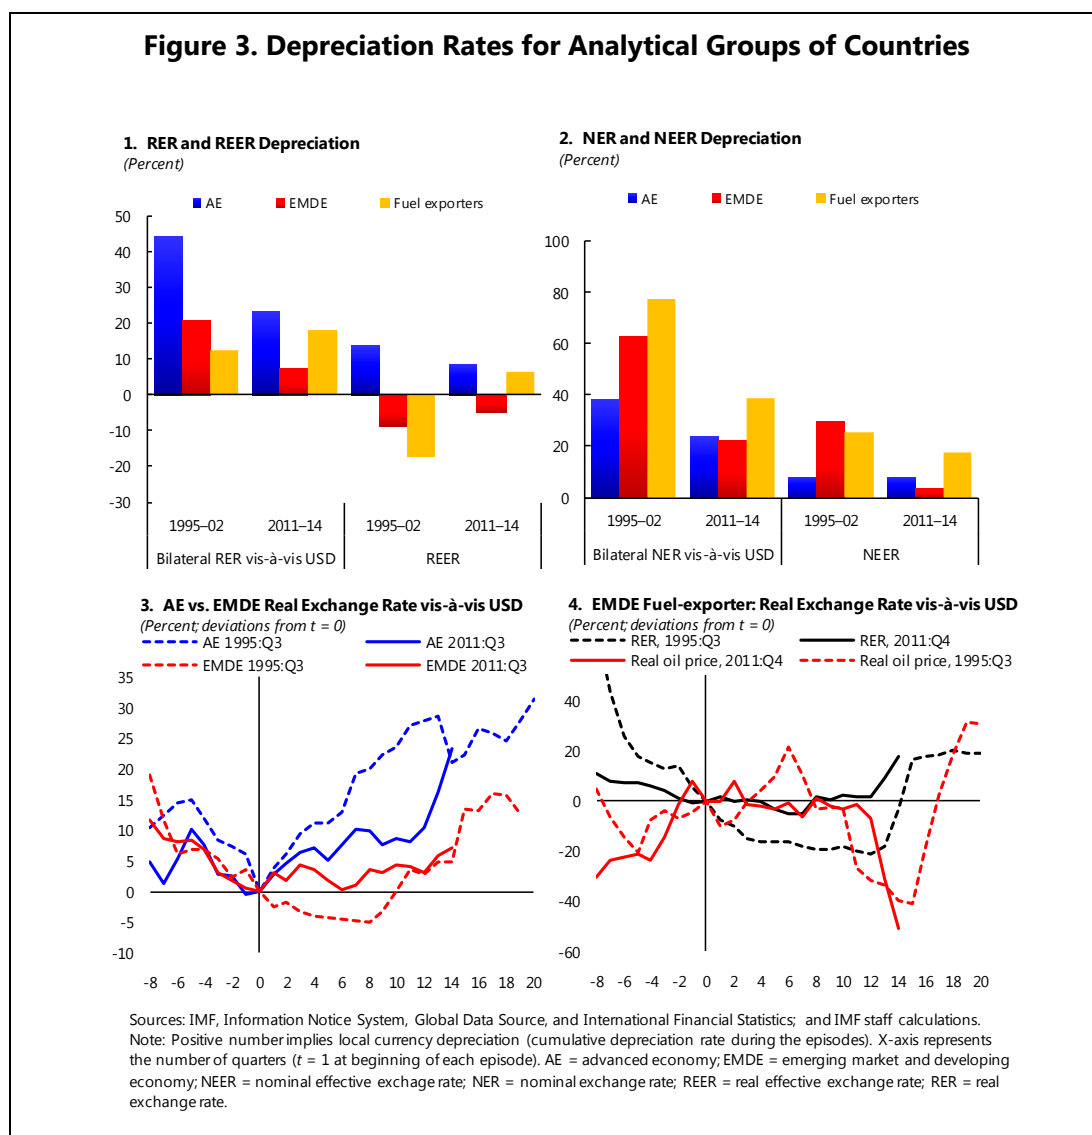 Figure 3. Depreciation Rates for Analytical Groups of Countries
1. RER and REER Depreciation
(Percent)
AE EMDE Fuel exporters
50
40
30
20
10
0
-10
-20
-30
1995–02 2011–14 1995–02 2011–14
Bilateral RER vis-à-vis USD REER
2. NER and NEER Depreciation
(Percent)
AE EMDE Fuel exporters
100
80
60
40
20
0
1995–02 2011–14 1995–02 2011–14
Bilateral NER vis-à-vis USD NEER
3. AE vs. EMDE Real Exchange Rate vis-à-vis USD
(Percent; deviations from t = 0)
AE 1995:Q3 AE 2011:Q3
EMDE 1995:Q3 EMDE 2011:Q3
35
30
25
20
15
10
5
0
-5
-10
-8 -6 -4 -2 0 2 4 6 8 10 12 14 16 18 20
4. EMDE Fuel-exporter: Real Exchange Rate vis-à-vis USD
(Percent; deviations from t = 0)
RER, 1995:Q3 RER, 2011:Q4
Real oil price, 2011:Q4 Real oil price, 1995:Q3
40
20
0
-20
-40
-60
-8 -6 -4 -2 0 2 4 6 8 10 12 14 16 18 20
Sources: IMF, Information Notice System, Global Data Source, and International Financial Statistics; and IMF staff calculations.
Note: Positive number implies local currency depreciation (cumulative depreciation rate during the episodes). X-axis represents
the number of quarters (t = 1 at beginning of each episode). AE = advanced economy; EMDE = emerging market and developing
economy; NEER = nominal effective exchage rate; NER = nominal exchange rate; REER = real effective exchange rate; RER = real
exchange rate.